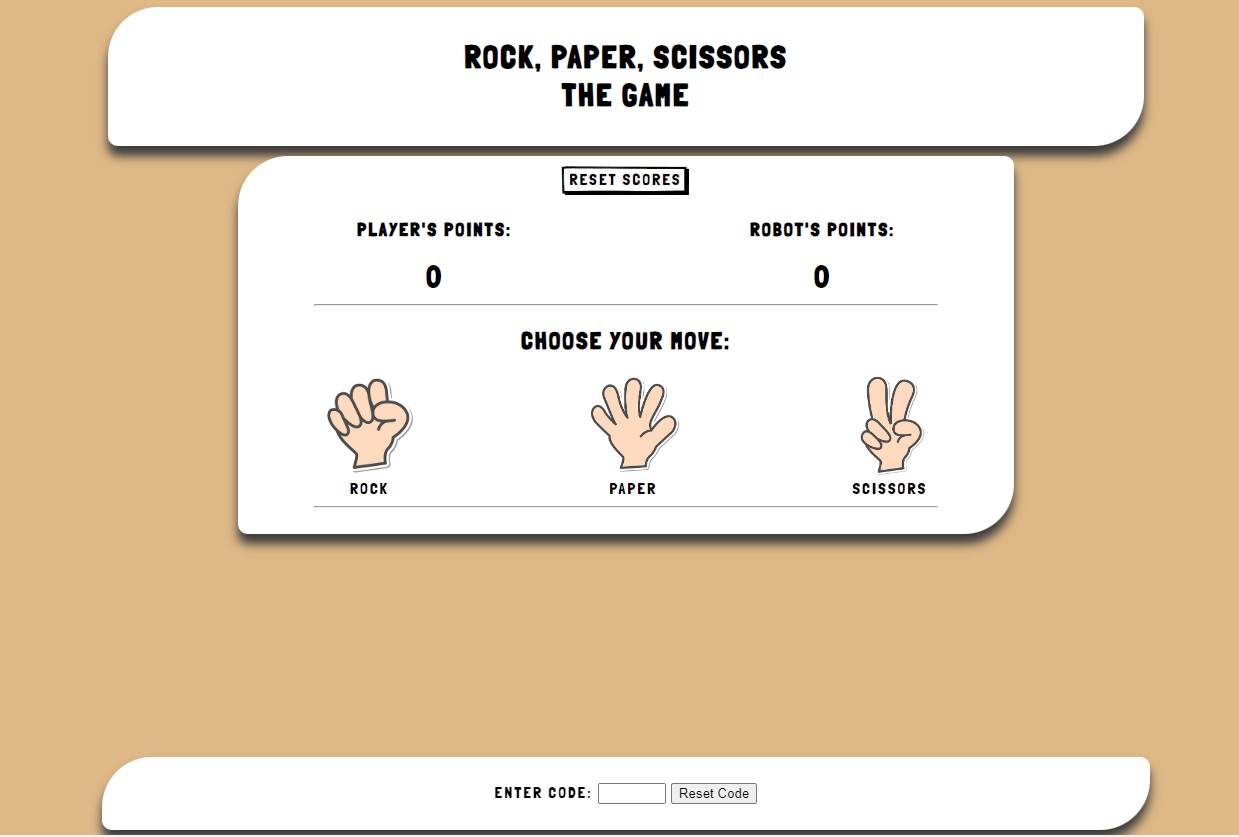 ROCK, PAPER, SCISSORS
THE GAME
RESET SCORES
PLAYER'S POINTS: ROBOT'S POINTS:
0 0
CHOOSE YOUR MOVE:
ROCK PAPER SCISSORS
ENTER CODE: Reset Code